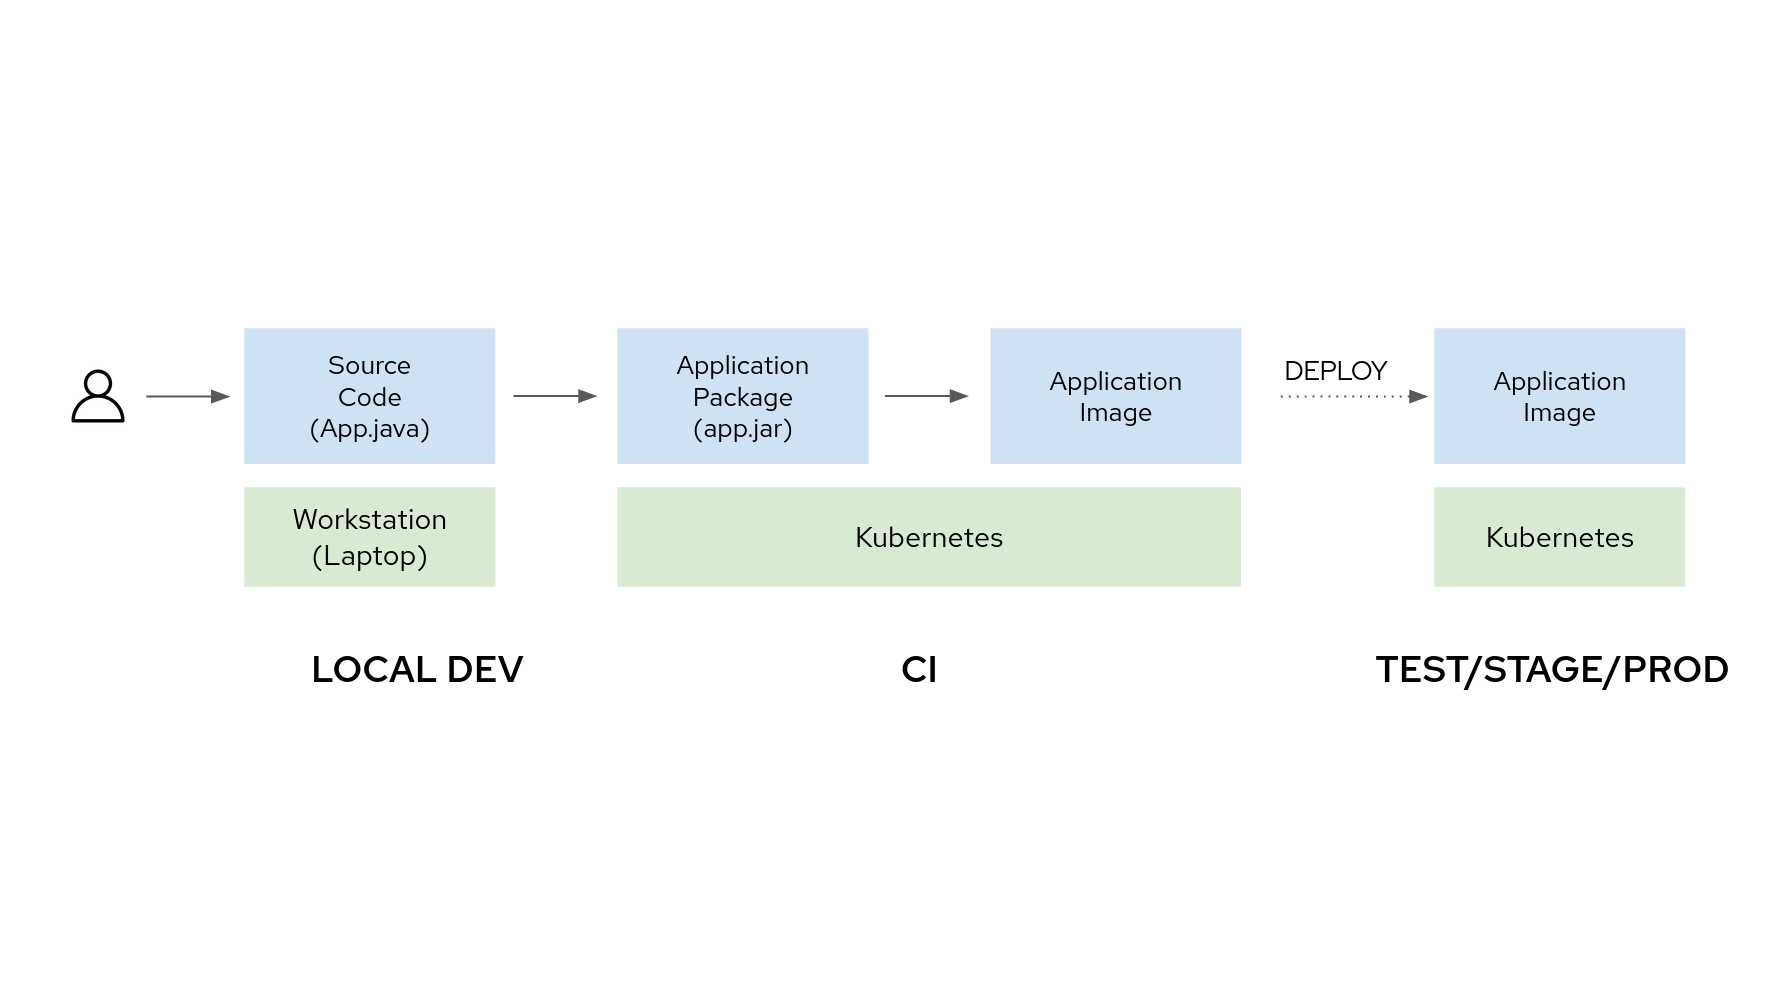 Source
Code
(App.java)
Application
Package
(app.jar)
Application
Image
DEPLOY
Application
Image
Workstation
(Laptop)
Kubernetes
Kubernetes
LOCAL DEV
CI
TEST/STAGE/PROD